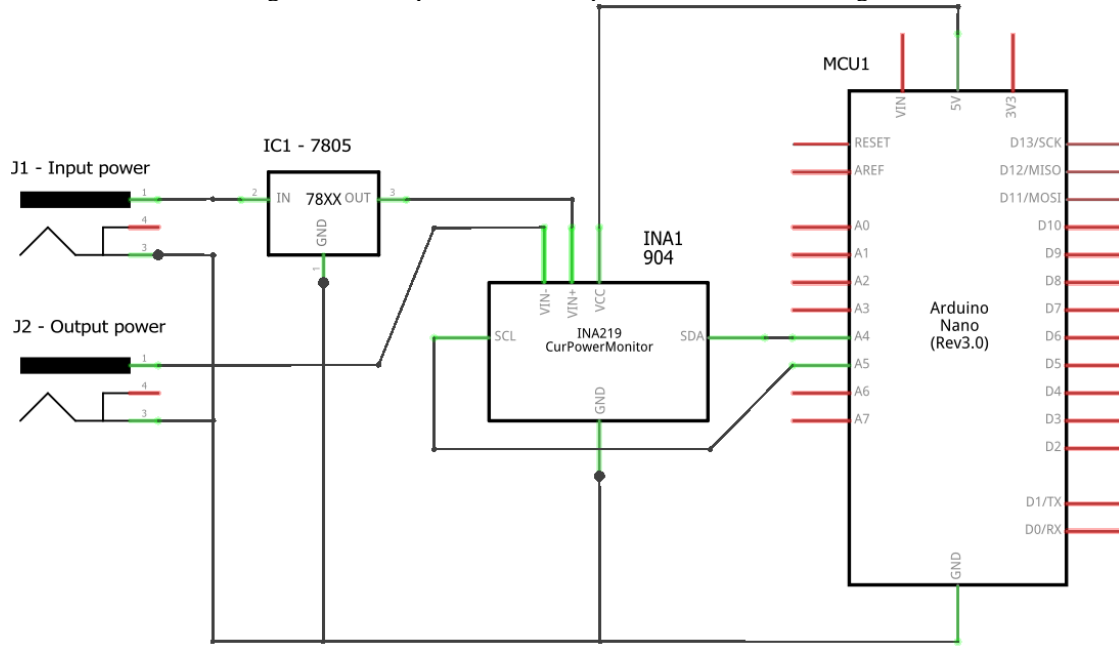 MCU1
VIN
5V
3V3
IC1 - 7805
J1 - Input power
1
4
3
2
IN
78XX
OUT
3
GND
1
J2 - Output power
1
4
3
INA1
904
VIN-
VIN+
VCC
SCL
INA219
CurPowerMonitor
SDA
GND
RESET
AREF
A0
A1
A2
A3
A4
A5
A6
A7
Arduino
Nano
(Rev3.0)
D13/SCK
D12/MISO
D11/MOSI
D10
D9
D8
D7
D6
D5
D4
D3
D2
D1/TX
D0/RX
GND